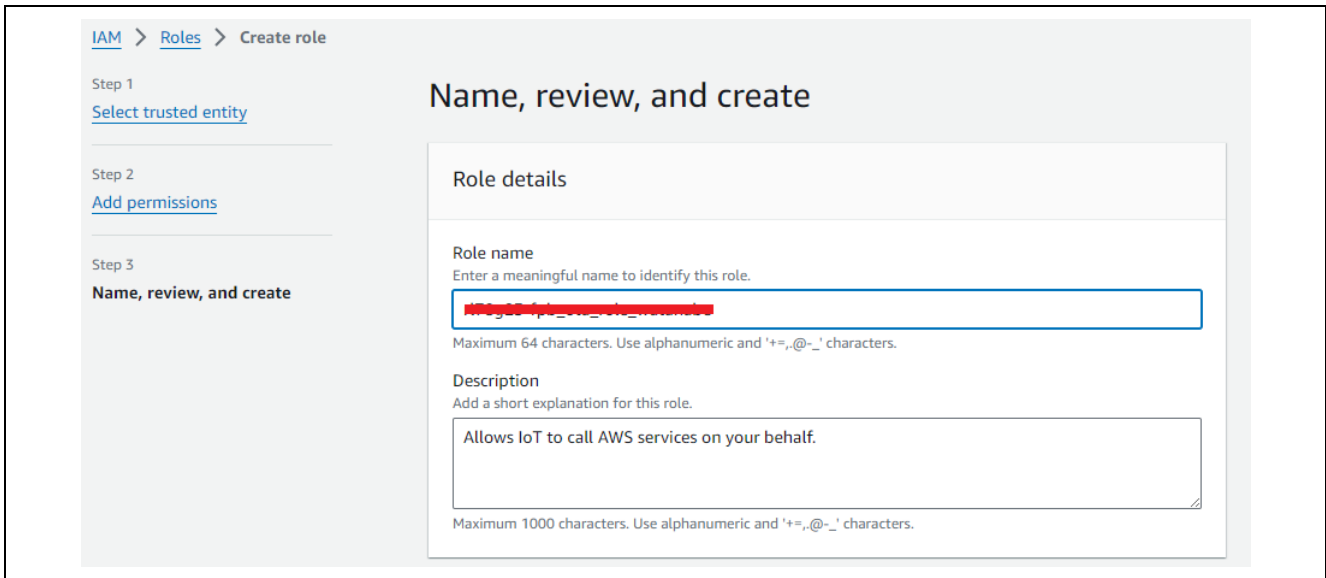 IAM > Roles > Create role
Step 1
Select trusted entity
Step 2
Add permissions
Step 3
Name, review, and create
Name, review, and create
Role details
Role name
Enter a meaningful name to identify this role.
Maximum 64 characters. Use alphanumeric and '+=,.@-_' characters.
Description
Add a short explanation for this role.
Allows IoT to call AWS services on your behalf.
Maximum 1000 characters. Use alphanumeric and '+=,.@-_' characters.